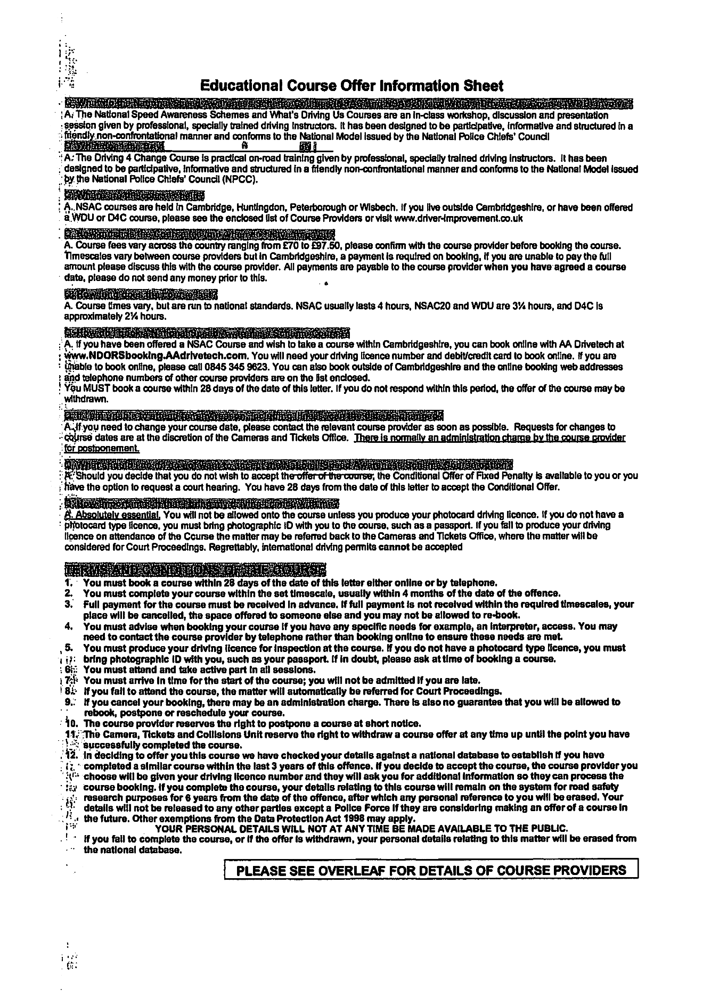 Educational Course Offer Information Sheet
A. The National Speed Awareness Schemes and What's Driving Us Courses are an in-class workshop, discussion and presentation
session given by professional, specially trained driving instructors. It has been designed to be participative, informative and structured in a
friendly non-confrontational manner and conforms to the National Model issued by the National Police Chiefs' Council
A. The Driving 4 Change Course is practical on-road training given by professional, specially trained driving instructors. It has been
designed to be participative, informative and structured in a friendly non-confrontational manner and conforms to the National Model issued
by the National Police Chiefs' Council (NPCC).
A. NSAC courses are held in Cambridge, Huntingdon, Peterborough or Wisbech. If you live outside Cambridgeshire, or have been offered
a WDU or D4C course, please see the enclosed list of Course Providers or visit www.driver-improvement.co.uk
A. Course fees vary across the country ranging from £70 to £97.50, please confirm with the course provider before booking the course.
Timescales vary between course providers but in Cambridgeshire, a payment is required on booking, if you are unable to pay the full
amount please discuss this with the course provider. All payments are payable to the course provider when you have agreed a course
date, please do not send any money prior to this.
A. Course times vary, but are run to national standards. NSAC usually lasts 4 hours, NSAC20 and WDU are 3¼ hours, and D4C is
approximately 2¼ hours.
A. If you have been offered a NSAC Course and wish to take a course within Cambridgeshire, you can book online with AA Drivetech at
www.NDORSbooking.AAdrivetech.com. You will need your driving licence number and debit/credit card to book online. If you are
unable to book online, please call 0845 345 9623. You can also book outside of Cambridgeshire and the online booking web addresses
and telephone numbers of other course providers are on the list enclosed.
You MUST book a course within 28 days of the date of this letter. If you do not respond within this period, the offer of the course may be
withdrawn.
A. If you need to change your course date, please contact the relevant course provider as soon as possible. Requests for changes to
course dates are at the discretion of the Cameras and Tickets Office. There is normally an administration charge by the course provider
for postponement.
A. Should you decide that you do not wish to accept the offer of the course, the Conditional Offer of Fixed Penalty is available to you or you
have the option to request a court hearing. You have 28 days from the date of this letter to accept the Conditional Offer.
A. Absolutely essential. You will not be allowed onto the course unless you produce your photocard driving licence. If you do not have a
photocard type licence, you must bring photographic ID with you to the course, such as a passport. If you fail to produce your driving
licence on attendance of the Course the matter may be referred back to the Cameras and Tickets Office, where the matter will be
considered for Court Proceedings. Regrettably, international driving permits cannot be accepted
TERMS AND CONDITIONS OF THE COURSE
1. You must book a course within 28 days of the date of this letter either online or by telephone.
2. You must complete your course within the set timescale, usually within 4 months of the date of the offence.
3. Full payment for the course must be received in advance. If full payment is not received within the required timescales, your
place will be cancelled, the space offered to someone else and you may not be allowed to re-book.
4. You must advise when booking your course if you have any specific needs for example, an interpreter, access. You may
need to contact the course provider by telephone rather than booking online to ensure these needs are met.
5. You must produce your driving licence for inspection at the course. If you do not have a photocard type licence, you must
bring photographic ID with you, such as your passport. If in doubt, please ask at time of booking a course.
6. You must attend and take active part in all sessions.
7. You must arrive in time for the start of the course; you will not be admitted if you are late.
8. If you fail to attend the course, the matter will automatically be referred for Court Proceedings.
9. If you cancel your booking, there may be an administration charge. There is also no guarantee that you will be allowed to
rebook, postpone or reschedule your course.
10. The course provider reserves the right to postpone a course at short notice.
11. The Camera, Tickets and Collisions Unit reserve the right to withdraw a course offer at any time up until the point you have
successfully completed the course.
12. In deciding to offer you this course we have checked your details against a national database to establish if you have
completed a similar course within the last 3 years of this offence. If you decide to accept the course, the course provider you
choose will be given your driving licence number and they will ask you for additional information so they can process the
course booking. If you complete the course, your details relating to this course will remain on the system for road safety
research purposes for 6 years from the date of the offence, after which any personal reference to you will be erased. Your
details will not be released to any other parties except a Police Force if they are considering making an offer of a course in
the future. Other exemptions from the Data Protection Act 1998 may apply.
YOUR PERSONAL DETAILS WILL NOT AT ANY TIME BE MADE AVAILABLE TO THE PUBLIC.
If you fail to complete the course, or if the offer is withdrawn, your personal details relating to this matter will be erased from
the national database.
PLEASE SEE OVERLEAF FOR DETAILS OF COURSE PROVIDERS